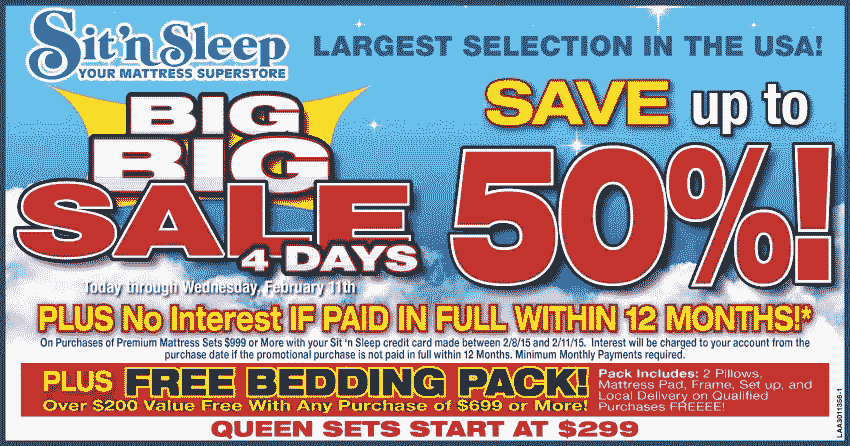 Sit'n Sleep
YOUR MATTRESS SUPERSTORE
LARGEST SELECTION IN THE USA!
BIG
BIG
SALE
4 DAYS
Today through Wednesday, February 11th
SAVE up to
50%!
PLUS No Interest IF PAID IN FULL WITHIN 12 MONTHS!*
On Purchases of Premium Mattress Sets $999 or More with your Sit 'n Sleep credit card made between 2/8/15 and 2/11/15. Interest will be charged to your account from the
purchase date if the promotional purchase is not paid in full within 12 Months. Minimum Monthly Payments required.
PLUS FREE BEDDING PACK!
Over $200 Value Free With Any Purchase of $699 or More!
Pack Includes: 2 Pillows,
Mattress Pad, Frame, Set up, and
Local Delivery on Qualified
Purchases FREEEE!
QUEEN SETS START AT $299
LAA3011356-1